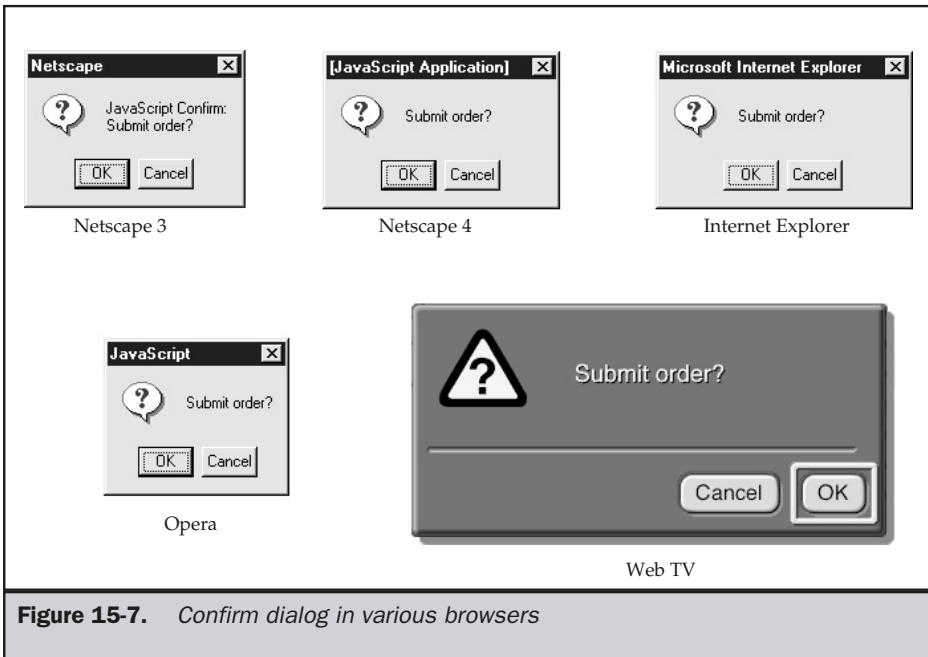 Netscape
JavaScript Confirm:
Submit order?
OK Cancel
Netscape 3
[JavaScript Application]
Submit order?
OK Cancel
Netscape 4
Microsoft Internet Explorer
Submit order?
OK Cancel
Internet Explorer
JavaScript
Submit order?
OK Cancel
Opera
Submit order?
Cancel OK
Web TV
Figure 15-7. Confirm dialog in various browsers